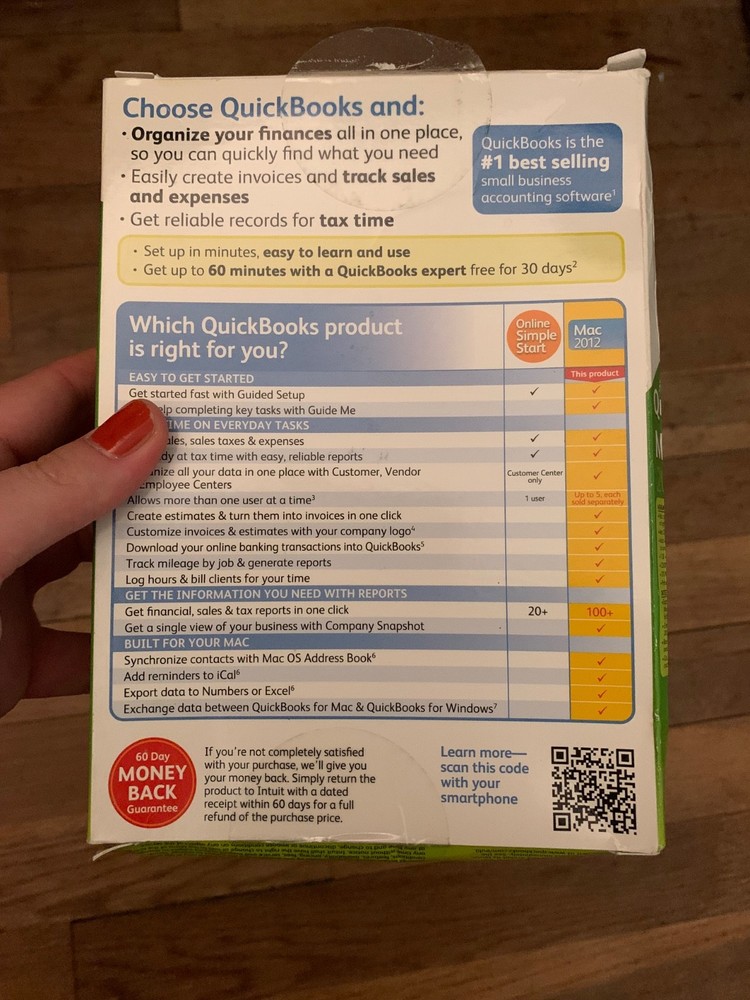 Choose QuickBooks and:
• Organize your finances all in one place,
so you can quickly find what you need
• Easily create invoices and track sales
and expenses
• Get reliable records for tax time
QuickBooks is the
#1 best selling
small business
accounting software¹
• Set up in minutes, easy to learn and use
• Get up to 60 minutes with a QuickBooks expert free for 30 days²
Which QuickBooks product
is right for you?
Online
Simple
Start
Mac
2012
This product
EASY TO GET STARTED
Get started fast with Guided Setup ✓ ✓
completing key tasks with Guide Me ✓
TIME ON EVERYDAY TASKS
sales taxes & expenses ✓ ✓
at tax time with easy, reliable reports ✓ ✓
all your data in one place with Customer, Vendor
Employee Centers
Customer Center
only
✓
Allows more than one user at a time³
1 user
Up to 5, each
sold separately
Create estimates & turn them into invoices in one click ✓
Customize invoices & estimates with your company logo⁴ ✓
Download your online banking transactions into QuickBooks⁵ ✓
Track mileage by job & generate reports ✓
Log hours & bill clients for your time ✓
GET THE INFORMATION YOU NEED WITH REPORTS
Get financial, sales & tax reports in one click 20+ 100+
Get a single view of your business with Company Snapshot ✓
BUILT FOR YOUR MAC
Synchronize contacts with Mac OS Address Book⁶ ✓
Add reminders to iCal⁶ ✓
Export data to Numbers or Excel⁶ ✓
Exchange data between QuickBooks for Mac & QuickBooks for Windows⁷ ✓
60 Day
MONEY
BACK
Guarantee
If you're not completely satisfied
with your purchase, we'll give you
your money back. Simply return the
product to Intuit with a dated
receipt within 60 days for a full
refund of the purchase price.
Learn more—
scan this code
with your
smartphone